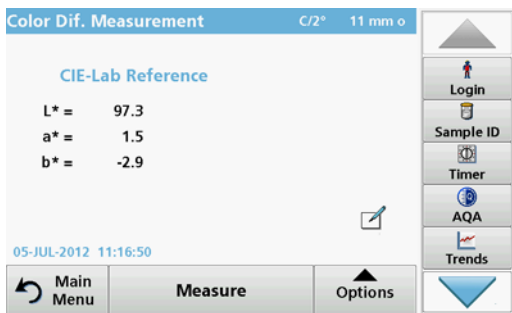 Color Dif. Measurement C/2° 11 mm o
CIE-Lab Reference
L* = 97.3
a* = 1.5
b* = -2.9
05-JUL-2012 11:16:50
Main
Menu
Measure
Options
Login
Sample ID
Timer
AQA
Trends